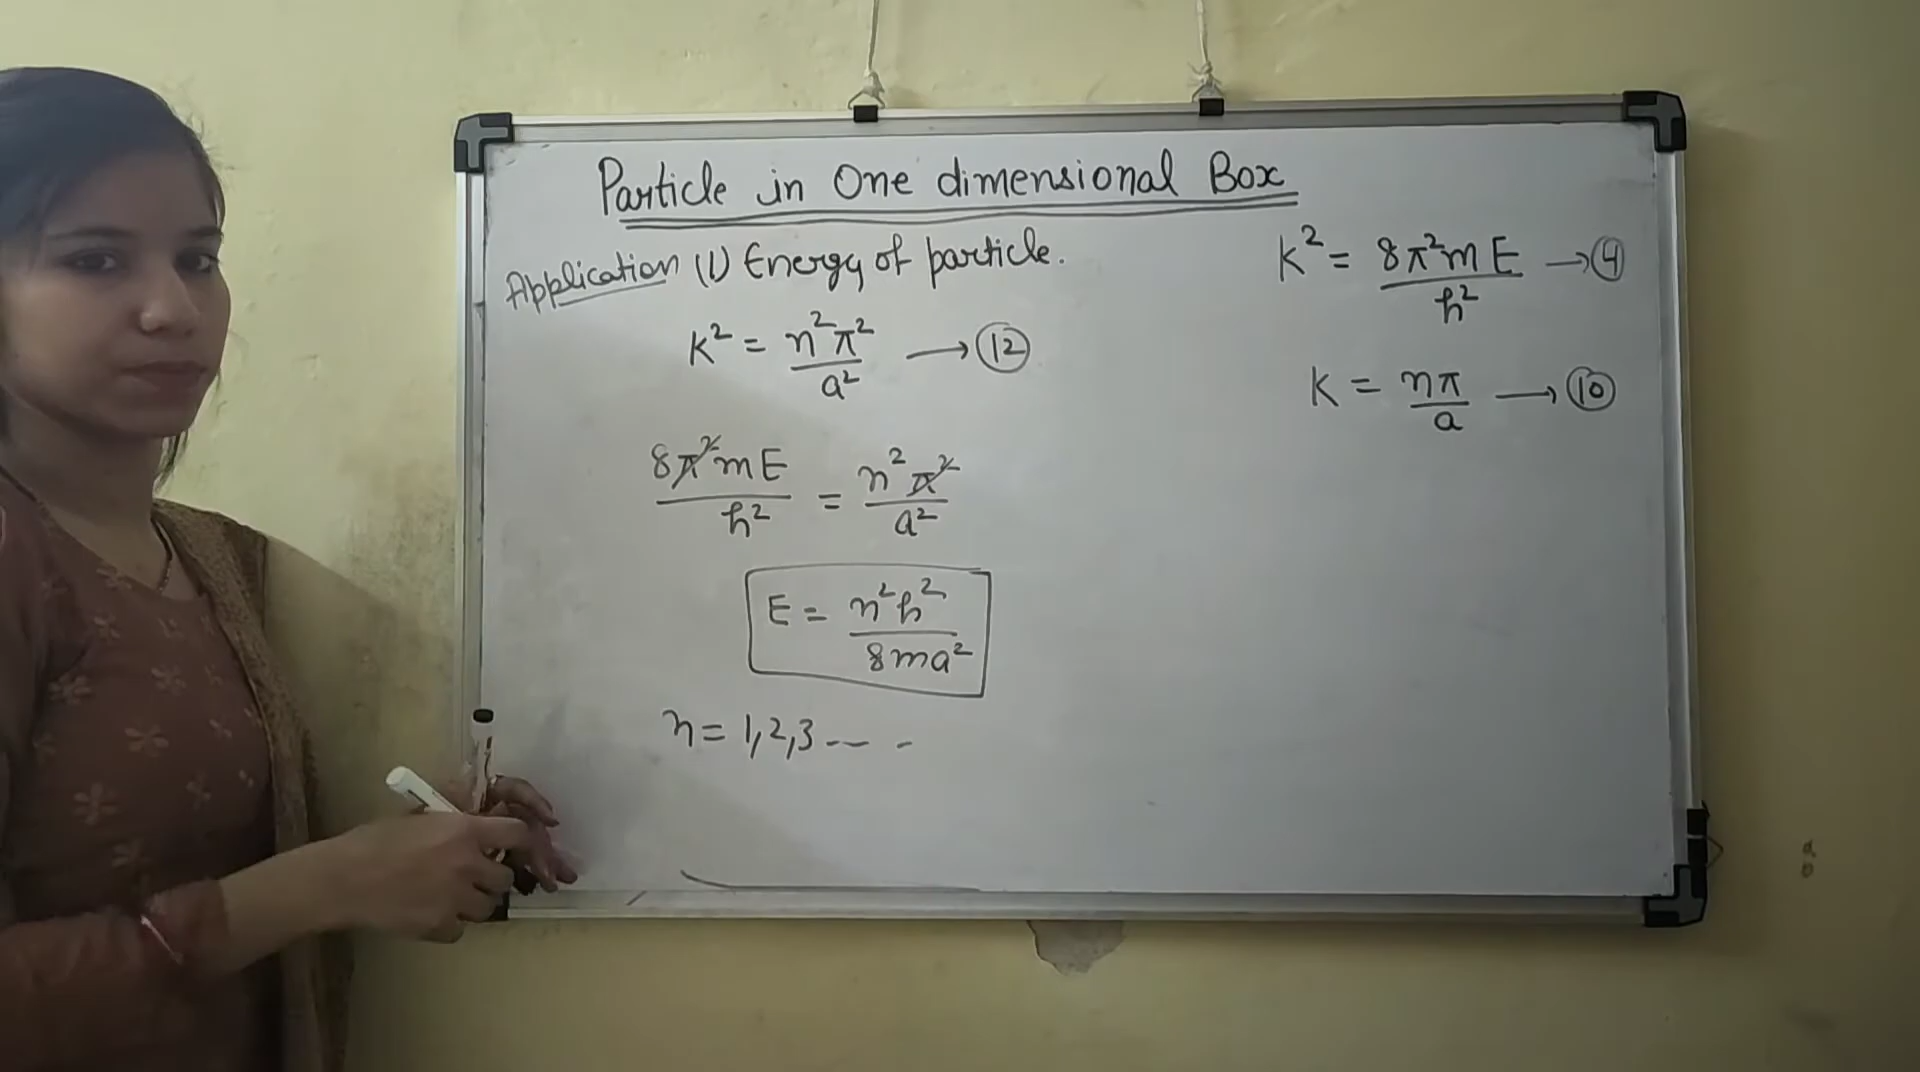 Particle in One dimensional Box
Application (1) Energy of particle.
k² = n²π²/a² → ⑫
8π²mE/h² = n²π²/a²
E = n²h²/8ma²
n = 1,2,3 -- -
k² = 8π²mE/h² → ④
k = nπ/a → ⑩